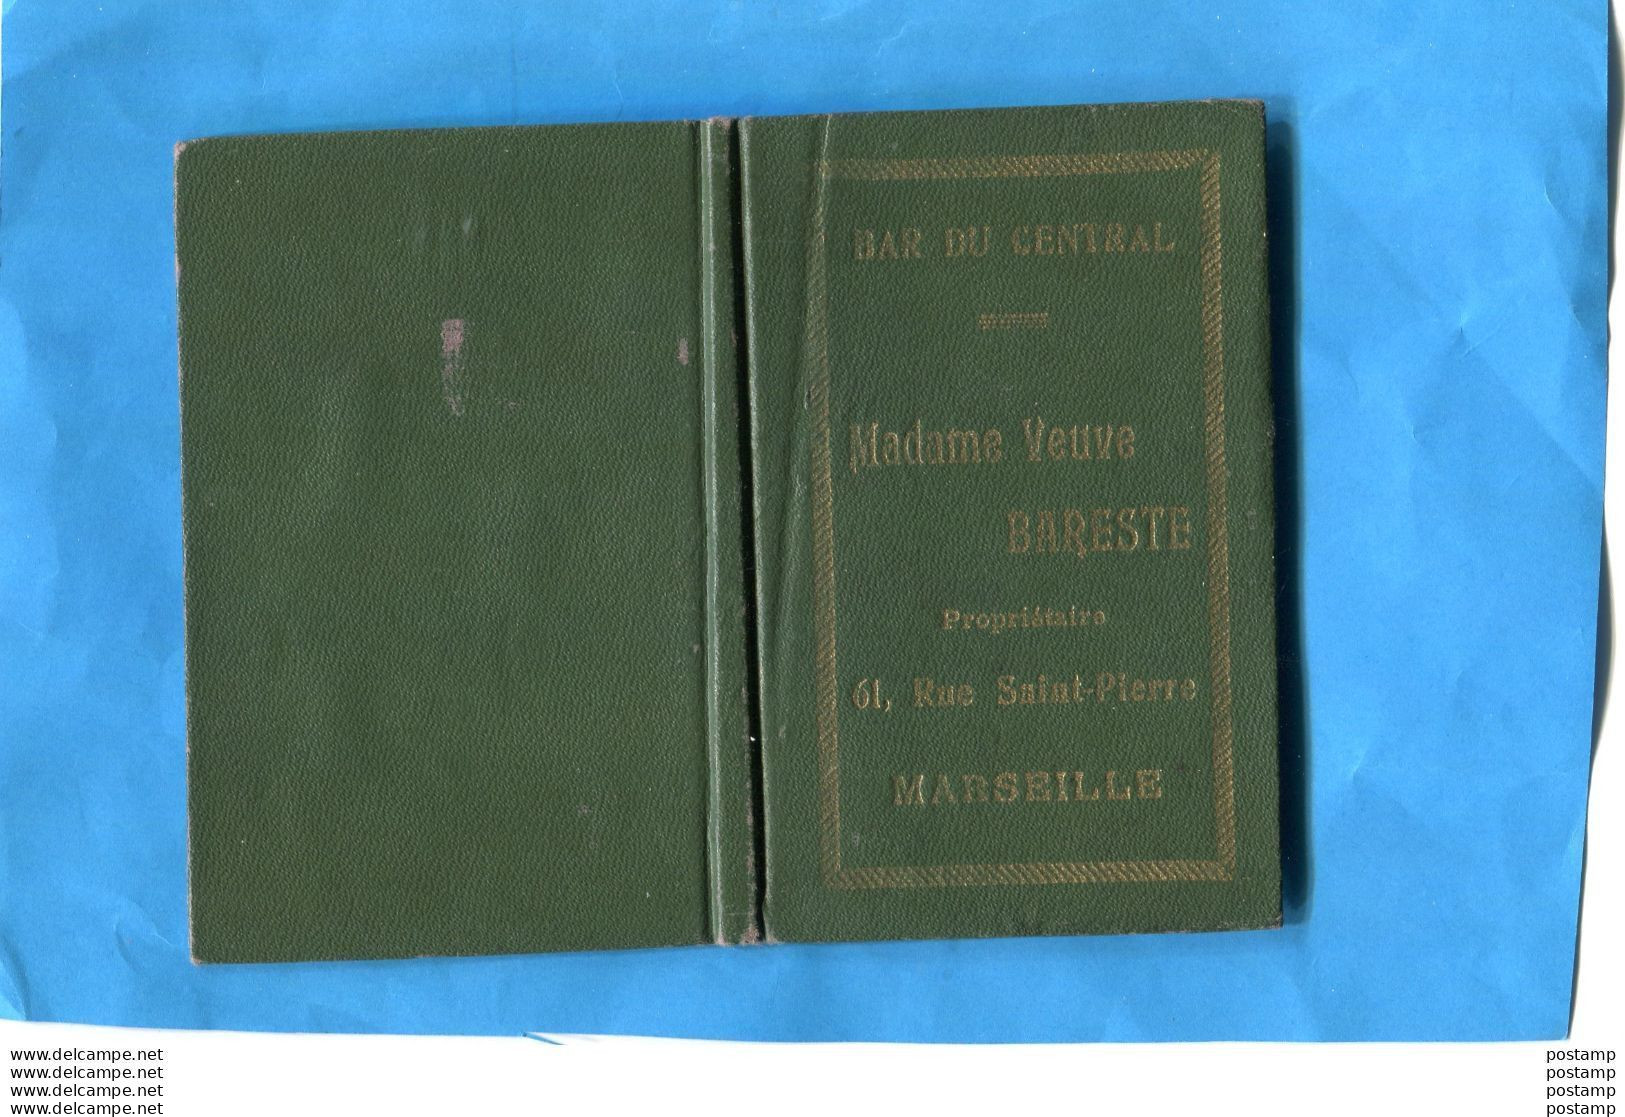 BAR DU CENTRAL
Madame Veuve
BARESTE
Propriétaire
61, Rue Saint-Pierre
MARSEILLE
www.delcampe.net
www.delcampe.net
www.delcampe.net
www.delcampe.net
postamp
postamp
postamp
postamp